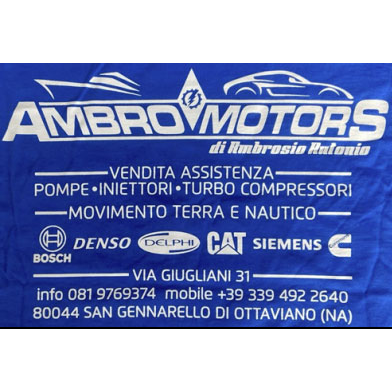 AMBRO MOTORS
di Ambrosio Antonio
VENDITA ASSISTENZA
POMPE•INIETTORI•TURBO COMPRESSORI
MOVIMENTO TERRA E NAUTICO
BOSCH DENSO DELPHI CAT SIEMENS Cummins
VIA GIUGLIANI 31
info 081 9769374 mobile +39 339 492 2640
80044 SAN GENNARELLO DI OTTAVIANO (NA)